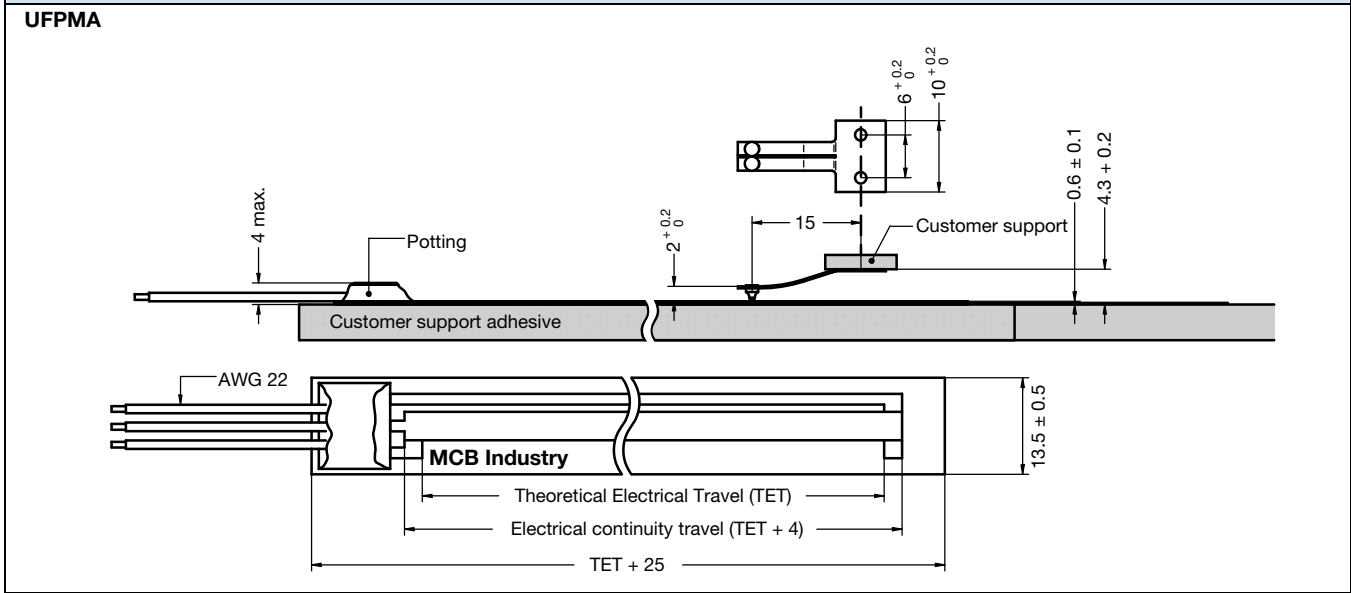 UFPMA
6 +0.2 0
10 +0.2 0
0.6 ± 0.1
4.3 + 0.2
4 max.
Potting
2 +0.2 0
15
Customer support
Customer support adhesive
AWG 22
MCB Industry
13.5 ± 0.5
Theoretical Electrical Travel (TET)
Electrical continuity travel (TET + 4)
TET + 25